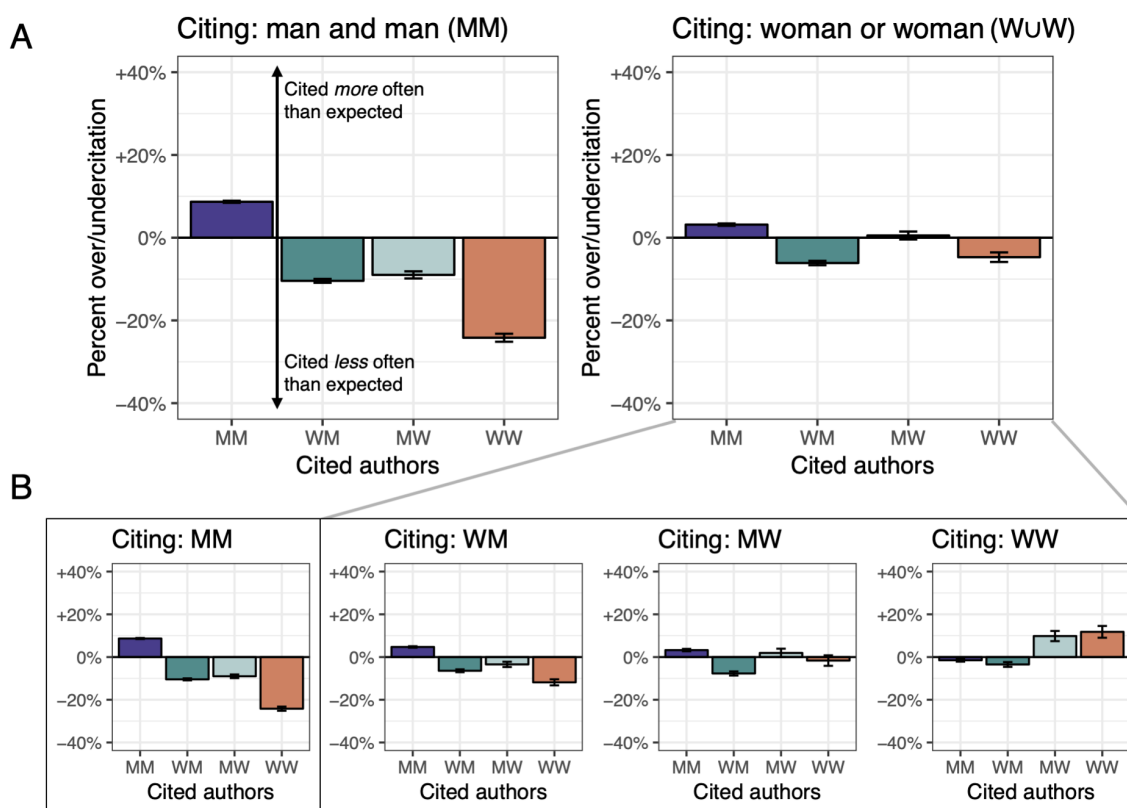 A
Citing: man and man (MM)
Citing: woman or woman (W∪W)
Percent over/undercitation
+40%
+20%
0%
−20%
−40%
Cited more often
than expected
Cited less often
than expected
MM WM MW WW
Cited authors
Percent over/undercitation
+40%
+20%
0%
−20%
−40%
MM WM MW WW
Cited authors
B
Citing: MM
+40%
+20%
0%
−20%
−40%
MM WM MW WW
Cited authors
Citing: WM
+40%
+20%
0%
−20%
−40%
MM WM MW WW
Cited authors
Citing: MW
+40%
+20%
0%
−20%
−40%
MM WM MW WW
Cited authors
Citing: WW
+40%
+20%
0%
−20%
−40%
MM WM MW WW
Cited authors